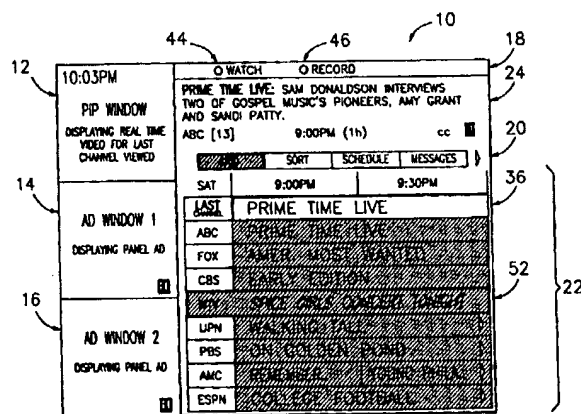 10
44
46
12
18
10:03PM
WATCH
RECORD
24
PRIME TIME LIVE: SAM DONALDSON INTERVIEWS
TWO OF GOSPEL MUSIC'S PIONEERS, AMY GRANT
AND SANDI PATTY.
PIP WINDOW
DISPLAYING REAL TIME
VIDEO FOR LAST
CHANNEL VIEWED
ABC [13] 9:00PM (1h) cc
20
SORT SCHEDULE MESSAGES
14
SAT 9:00PM 9:30PM
36
AD WINDOW 1
DISPLAYING PANEL AD
LAST
CHANNEL
PRIME TIME LIVE
ABC PRIME TIME LIVE
FOX AMER. MOST WANTED
CBS EARLY EDITION
52
22
MTV SPICE GIRLS CONCERT TONIGHT
16
AD WINDOW 2
DISPLAYING PANEL AD
UPN WALKING TALL
PBS ON GOLDEN POND
AMC REMEMBER YOUNG
ESPN COLLEGE FOOTBALL